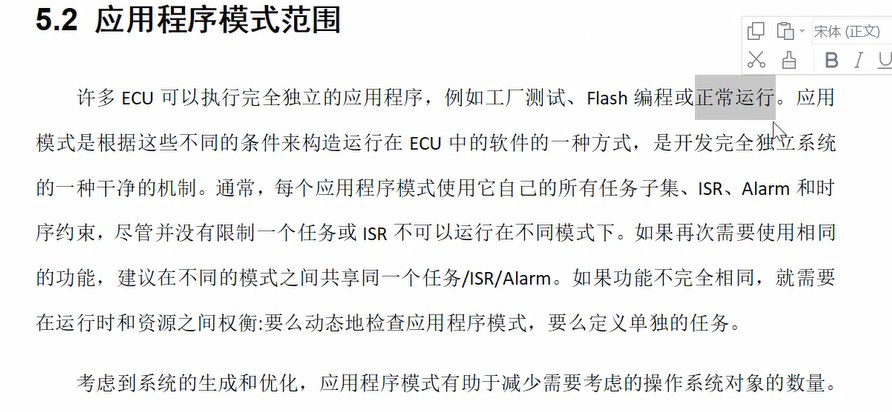 5.2 应用程序模式范围
宋体 (正文)
B I U
许多 ECU 可以执行完全独立的应用程序，例如工厂测试、Flash 编程或正常运行。应用
模式是根据这些不同的条件来构造运行在 ECU 中的软件的一种方式，是开发完全独立系统
的一种干净的机制。通常，每个应用程序模式使用它自己的所有任务子集、ISR、Alarm 和时
序约束，尽管并没有限制一个任务或 ISR 不可以运行在不同模式下。如果再次需要使用相同
的功能，建议在不同的模式之间共享同一个任务/ISR/Alarm。如果功能不完全相同，就需要
在运行时和资源之间权衡:要么动态地检查应用程序模式，要么定义单独的任务。
考虑到系统的生成和优化，应用程序模式有助于减少需要考虑的操作系统对象的数量。